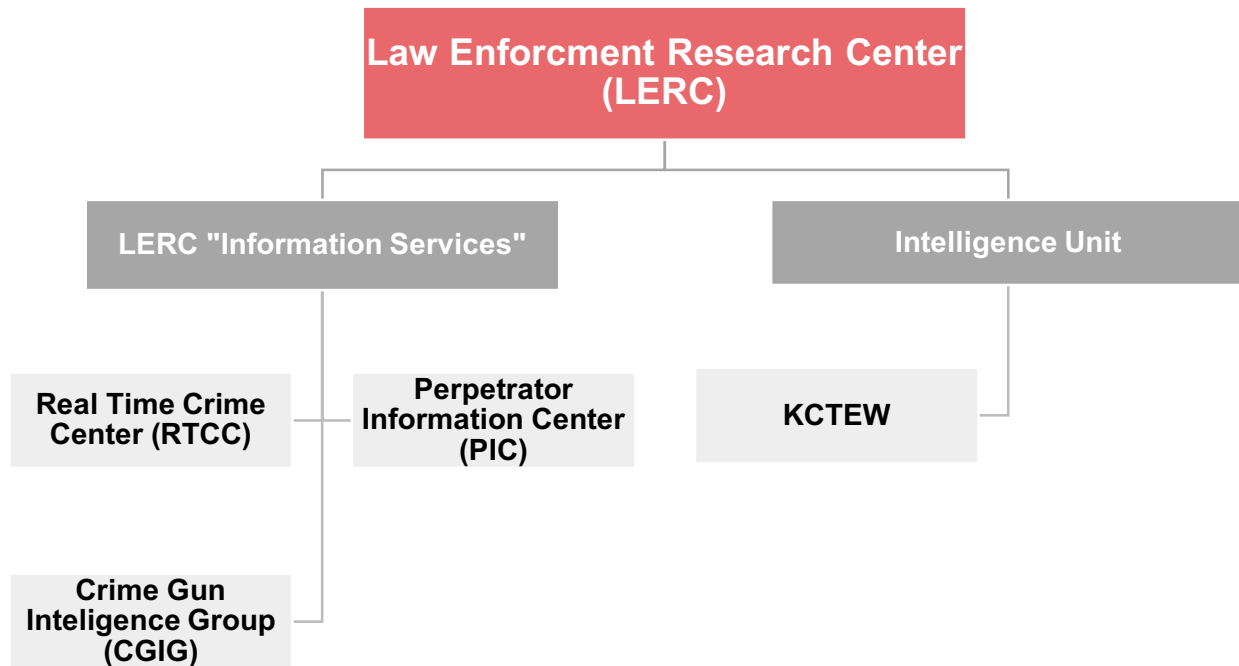 Law Enforcment Research Center
(LERC)
LERC "Information Services"
Intelligence Unit
Real Time Crime
Center (RTCC)
Perpetrator
Information Center
(PIC)
KCTEW
Crime Gun
Inteligence Group
(CGIG)